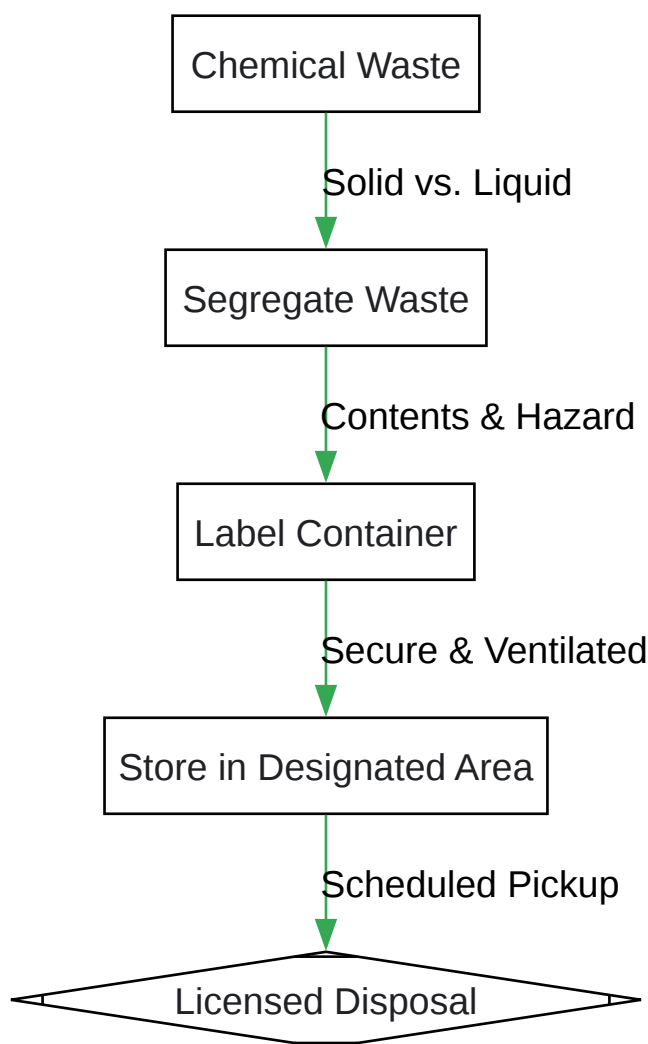 Chemical Waste
Solid vs. Liquid
Segregate Waste
Contents & Hazard
Label Container
Secure & Ventilated
Store in Designated Area
Scheduled Pickup
Licensed Disposal